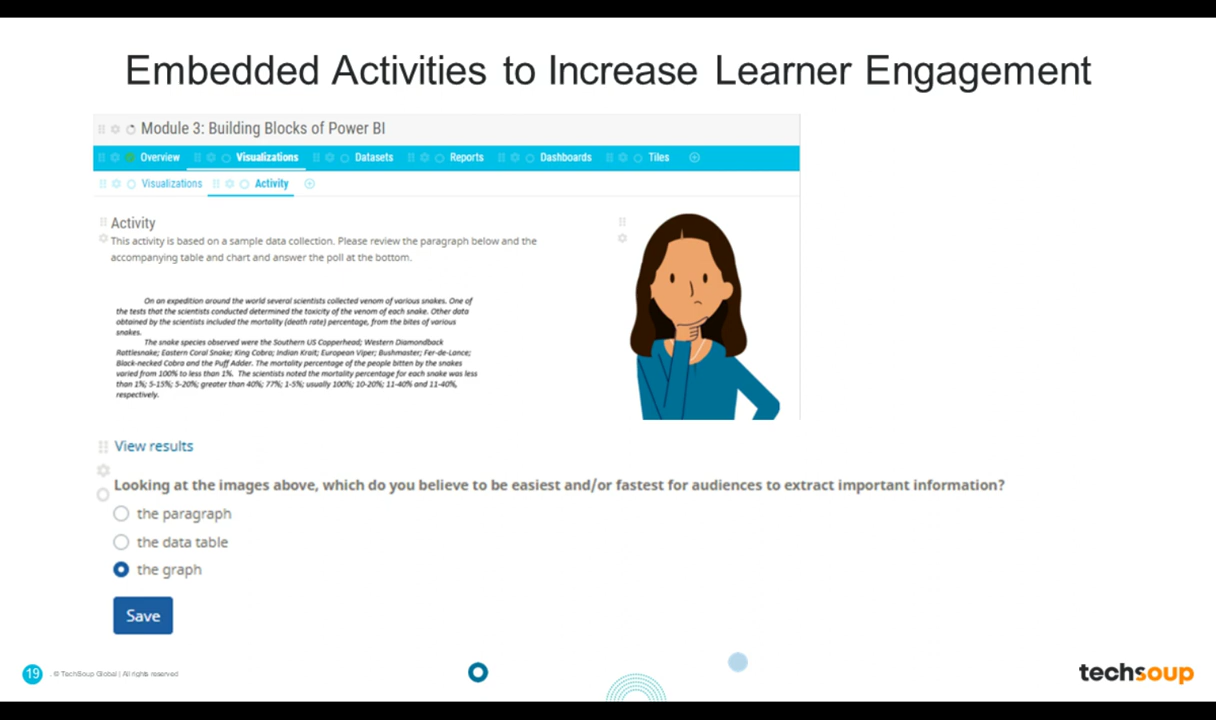 Embedded Activities to Increase Learner Engagement
Module 3: Building Blocks of Power BI
Overview Visualizations Datasets Reports Dashboards Tiles
Visualizations Activity
Activity
This activity is based on a sample data collection. Please review the paragraph below and the
accompanying table and chart and answer the poll at the bottom.
On an expedition around the world several scientists collected venom of various snakes. One of
the tests that the scientists conducted determined the toxicity of the venom of each snake. Other data
obtained by the scientists included the mortality (death rate) percentage, from the bites of various
snakes.
The snake species observed were the Southern US Copperhead; Western Diamondback
Rattlesnake; Eastern Coral Snake; King Cobra; Indian Krait; European Viper; Bushmaster; Fer-de-Lance;
Black-necked Cobra and the Puff Adder. The mortality percentage of the people bitten by the snakes
varied from 100% to less than 1%. The scientists noted the mortality percentage for each snake was less
than 1%; 5-15%; 5-20%; greater than 40%; 77%; 1-5%; usually 100%; 10-20%; 11-40% and 11-40%,
respectively.
View results
Looking at the images above, which do you believe to be easiest and/or fastest for audiences to extract important information?
the paragraph
the data table
the graph
Save
19 . © TechSoup Global | All rights reserved
techsoup